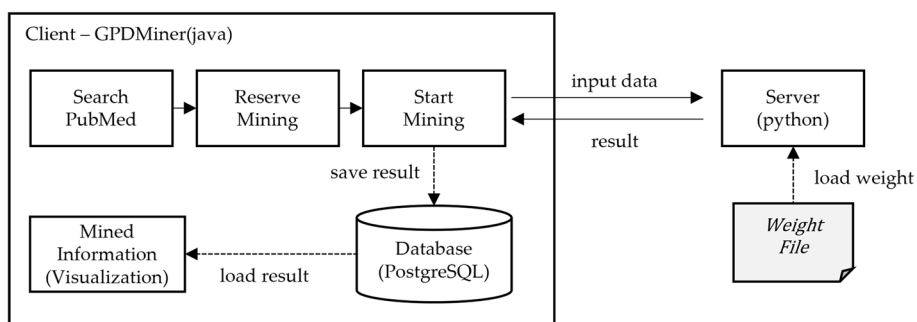 Client – GPDMiner(java)
Search
PubMed
Reserve
Mining
Start
Mining
input data
result
Server
(python)
save result
load weight
Mined
Information
(Visualization)
load result
Database
(PostgreSQL)
Weight
File